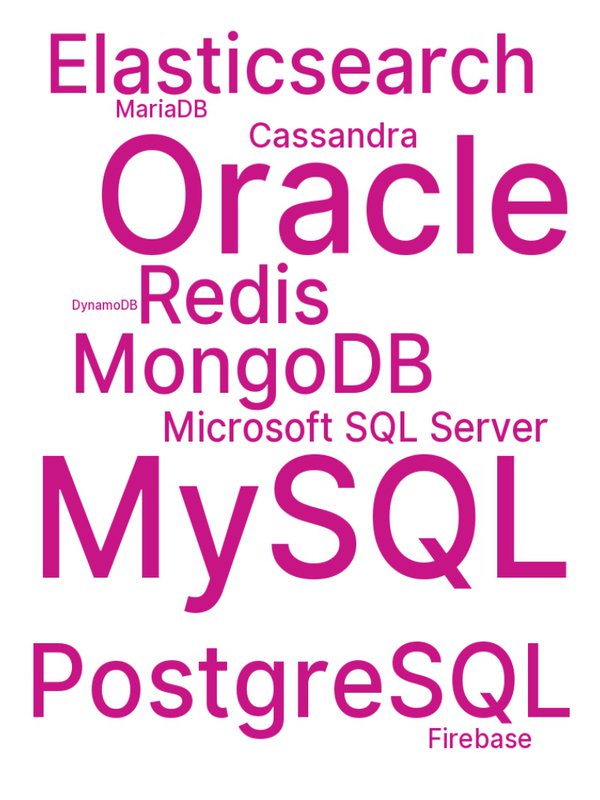 Elasticsearch
MariaDB
Cassandra
Oracle
Redis
DynamoDB
MongoDB
Microsoft SQL Server
MySQL
PostgreSQL
Firebase